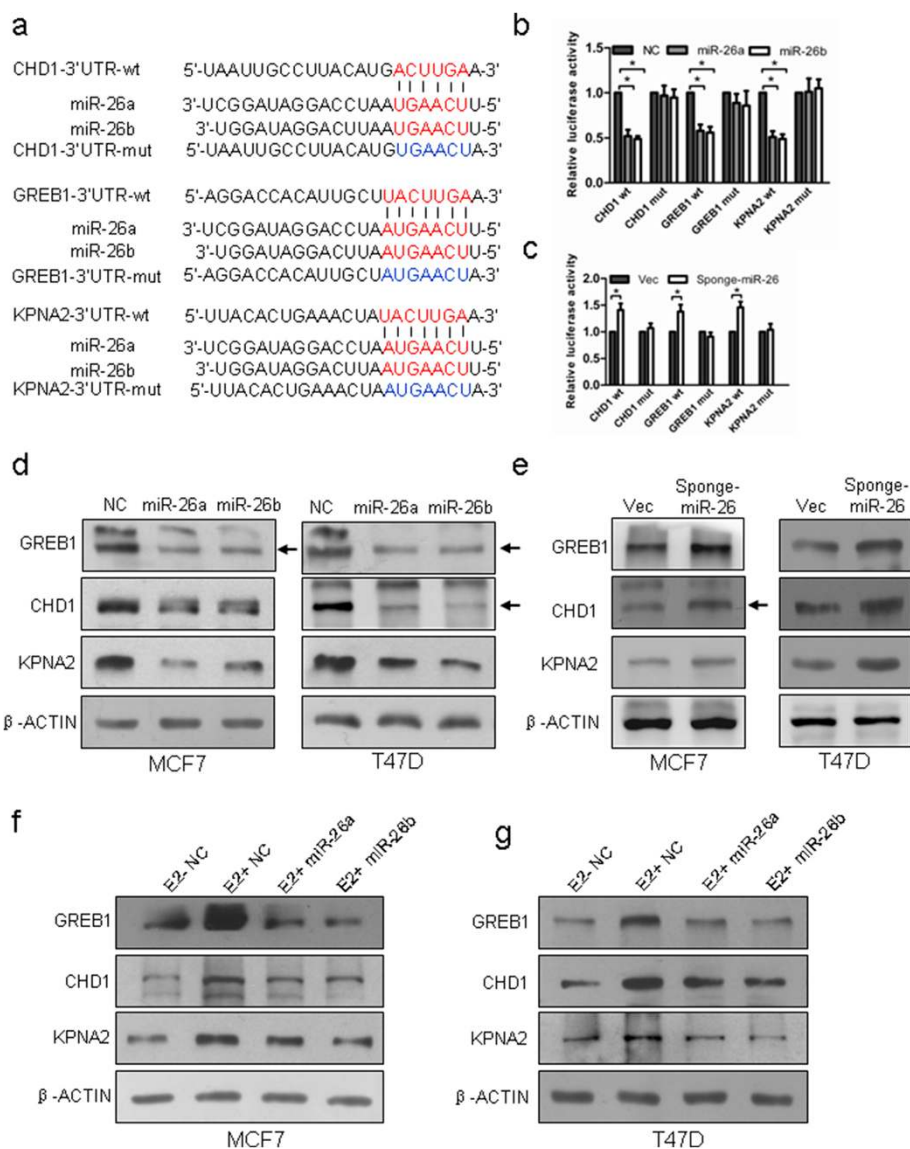 a
CHD1-3'UTR-wt 5'-UAAUUGCCUUACAUGACUUGAA-3'
miR-26a 3'-UCGGAUAGGACCUAAUGAACUU-5'
miR-26b 3'-UGGAUAGGACUUAAUGAACUU-5'
CHD1-3'UTR-mut 5'-UAAUUGCCUUACAUGUGAACUA-3'
GREB1-3'UTR-wt 5'-AGGACCACAUUGCUUACUUGAA-3'
miR-26a 3'-UCGGAUAGGACCUAAUGAACUU-5'
miR-26b 3'-UGGAUAGGACUUAAUGAACUU-5'
GREB1-3'UTR-mut 5'-AGGACCACAUUGCUAUGAACUA-3'
KPNA2-3'UTR-wt 5'-UUACACUGAAACUAUACUUGAA-3'
miR-26a 3'-UCGGAUAGGACCUAAUGAACUU-5'
miR-26b 3'-UGGAUAGGACUUAAUGAACUU-5'
KPNA2-3'UTR-mut 5'-UUACACUGAAACUAAUGAACUA-3'
b
Relative luciferase activity
NC miR-26a miR-26b
1.5
1.0
0.5
0.0
* * * * * *
CHD1 wt CHD1 mut GREB1 wt GREB1 mut KPNA2 wt KPNA2 mut
c
Relative luciferase activity
Vec Sponge-miR-26
2.5
2.0
1.5
1.0
0.5
0.0
* * *
CHD1 wt CHD1 mut GREB1 wt GREB1 mut KPNA2 wt KPNA2 mut
d
NC miR-26a miR-26b NC miR-26a miR-26b
GREB1
CHD1
KPNA2
β-ACTIN
MCF7 T47D
e
Vec Sponge-miR-26 Vec Sponge-miR-26
GREB1
CHD1
KPNA2
β-ACTIN
MCF7 T47D
f
E2- NC E2+ NC E2+ miR-26a E2+ miR-26b
GREB1
CHD1
KPNA2
β-ACTIN
MCF7
g
E2- NC E2+ NC E2+ miR-26a E2+ miR-26b
GREB1
CHD1
KPNA2
β-ACTIN
T47D